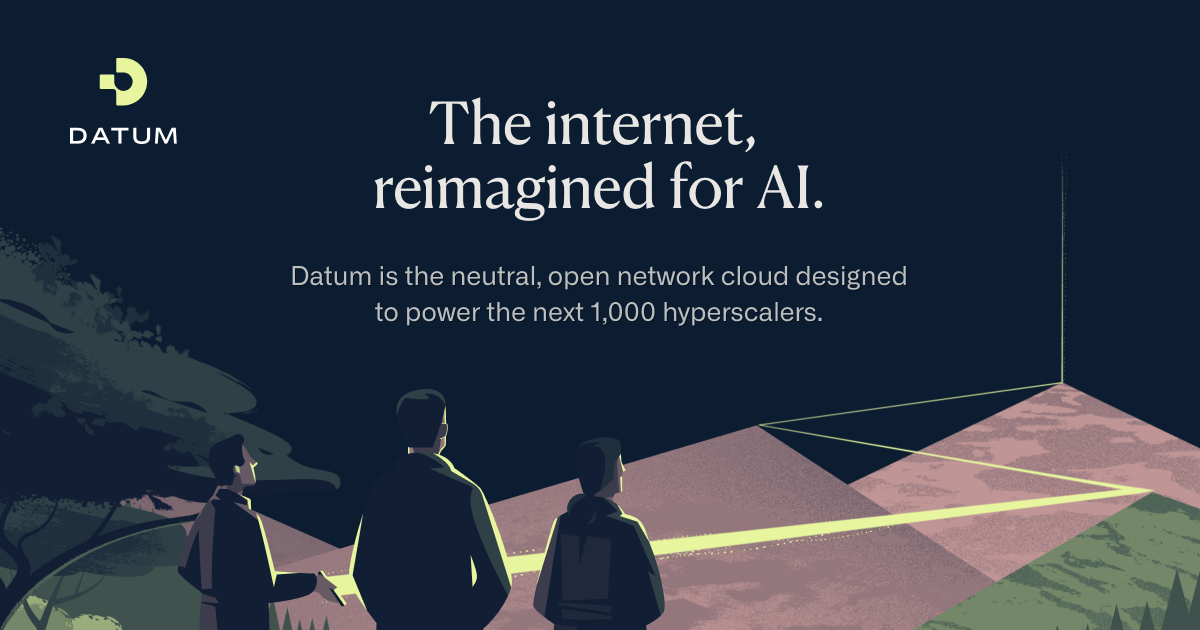 DATUM
The internet,
reimagined for AI.
Datum is the neutral, open network cloud designed
to power the next 1,000 hyperscalers.